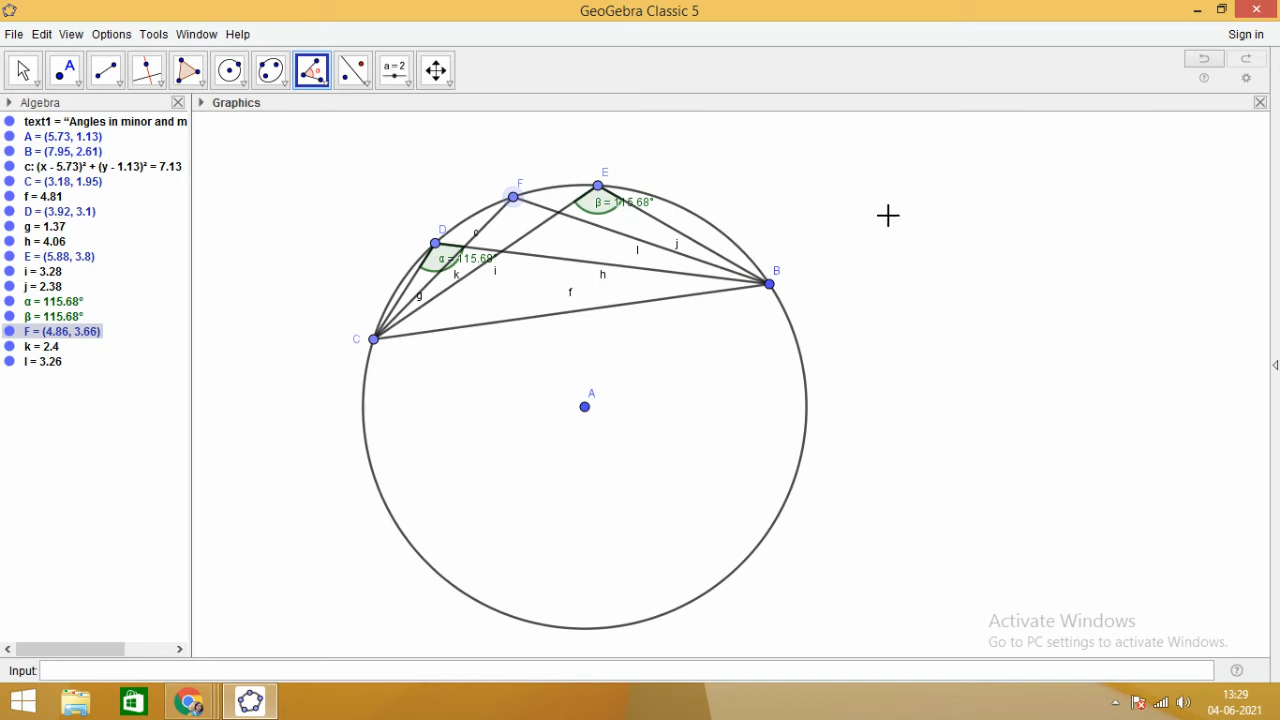 GeoGebra Classic 5
File Edit View Options Tools Window Help
Sign in
A
α
a = 2
Algebra
Graphics
text1 = “Angles in minor and m
A = (5.73, 1.13)
B = (7.95, 2.61)
c: (x - 5.73)² + (y - 1.13)² = 7.13
C = (3.18, 1.95)
f = 4.81
D = (3.92, 3.1)
g = 1.37
h = 4.06
E = (5.88, 3.8)
i = 3.28
j = 2.38
α = 115.68°
β = 115.68°
F = (4.86, 3.66)
k = 2.4
l = 3.26
E
F
β = 115.68°
D
c
l
j
α = 115.68°
k
i
h
B
g
f
C
A
Activate Windows
Go to PC settings to activate Windows.
Input:
13:29
04-06-2021